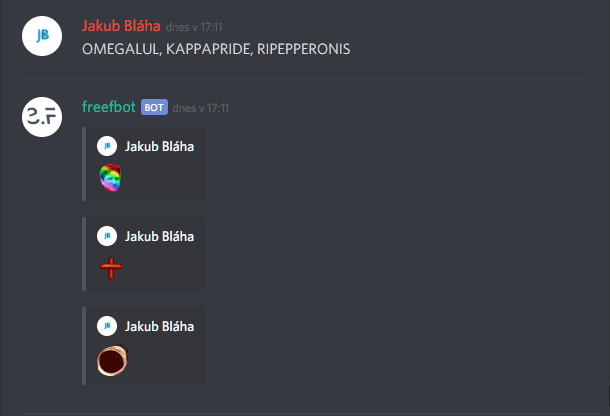 JB
Jakub Bláha dnes v 17:11
OMEGALUL, KAPPAPRIDE, RIPEPPERONIS
S.F
freefbot BOT dnes v 17:11
JB Jakub Bláha
JB Jakub Bláha
JB Jakub Bláha